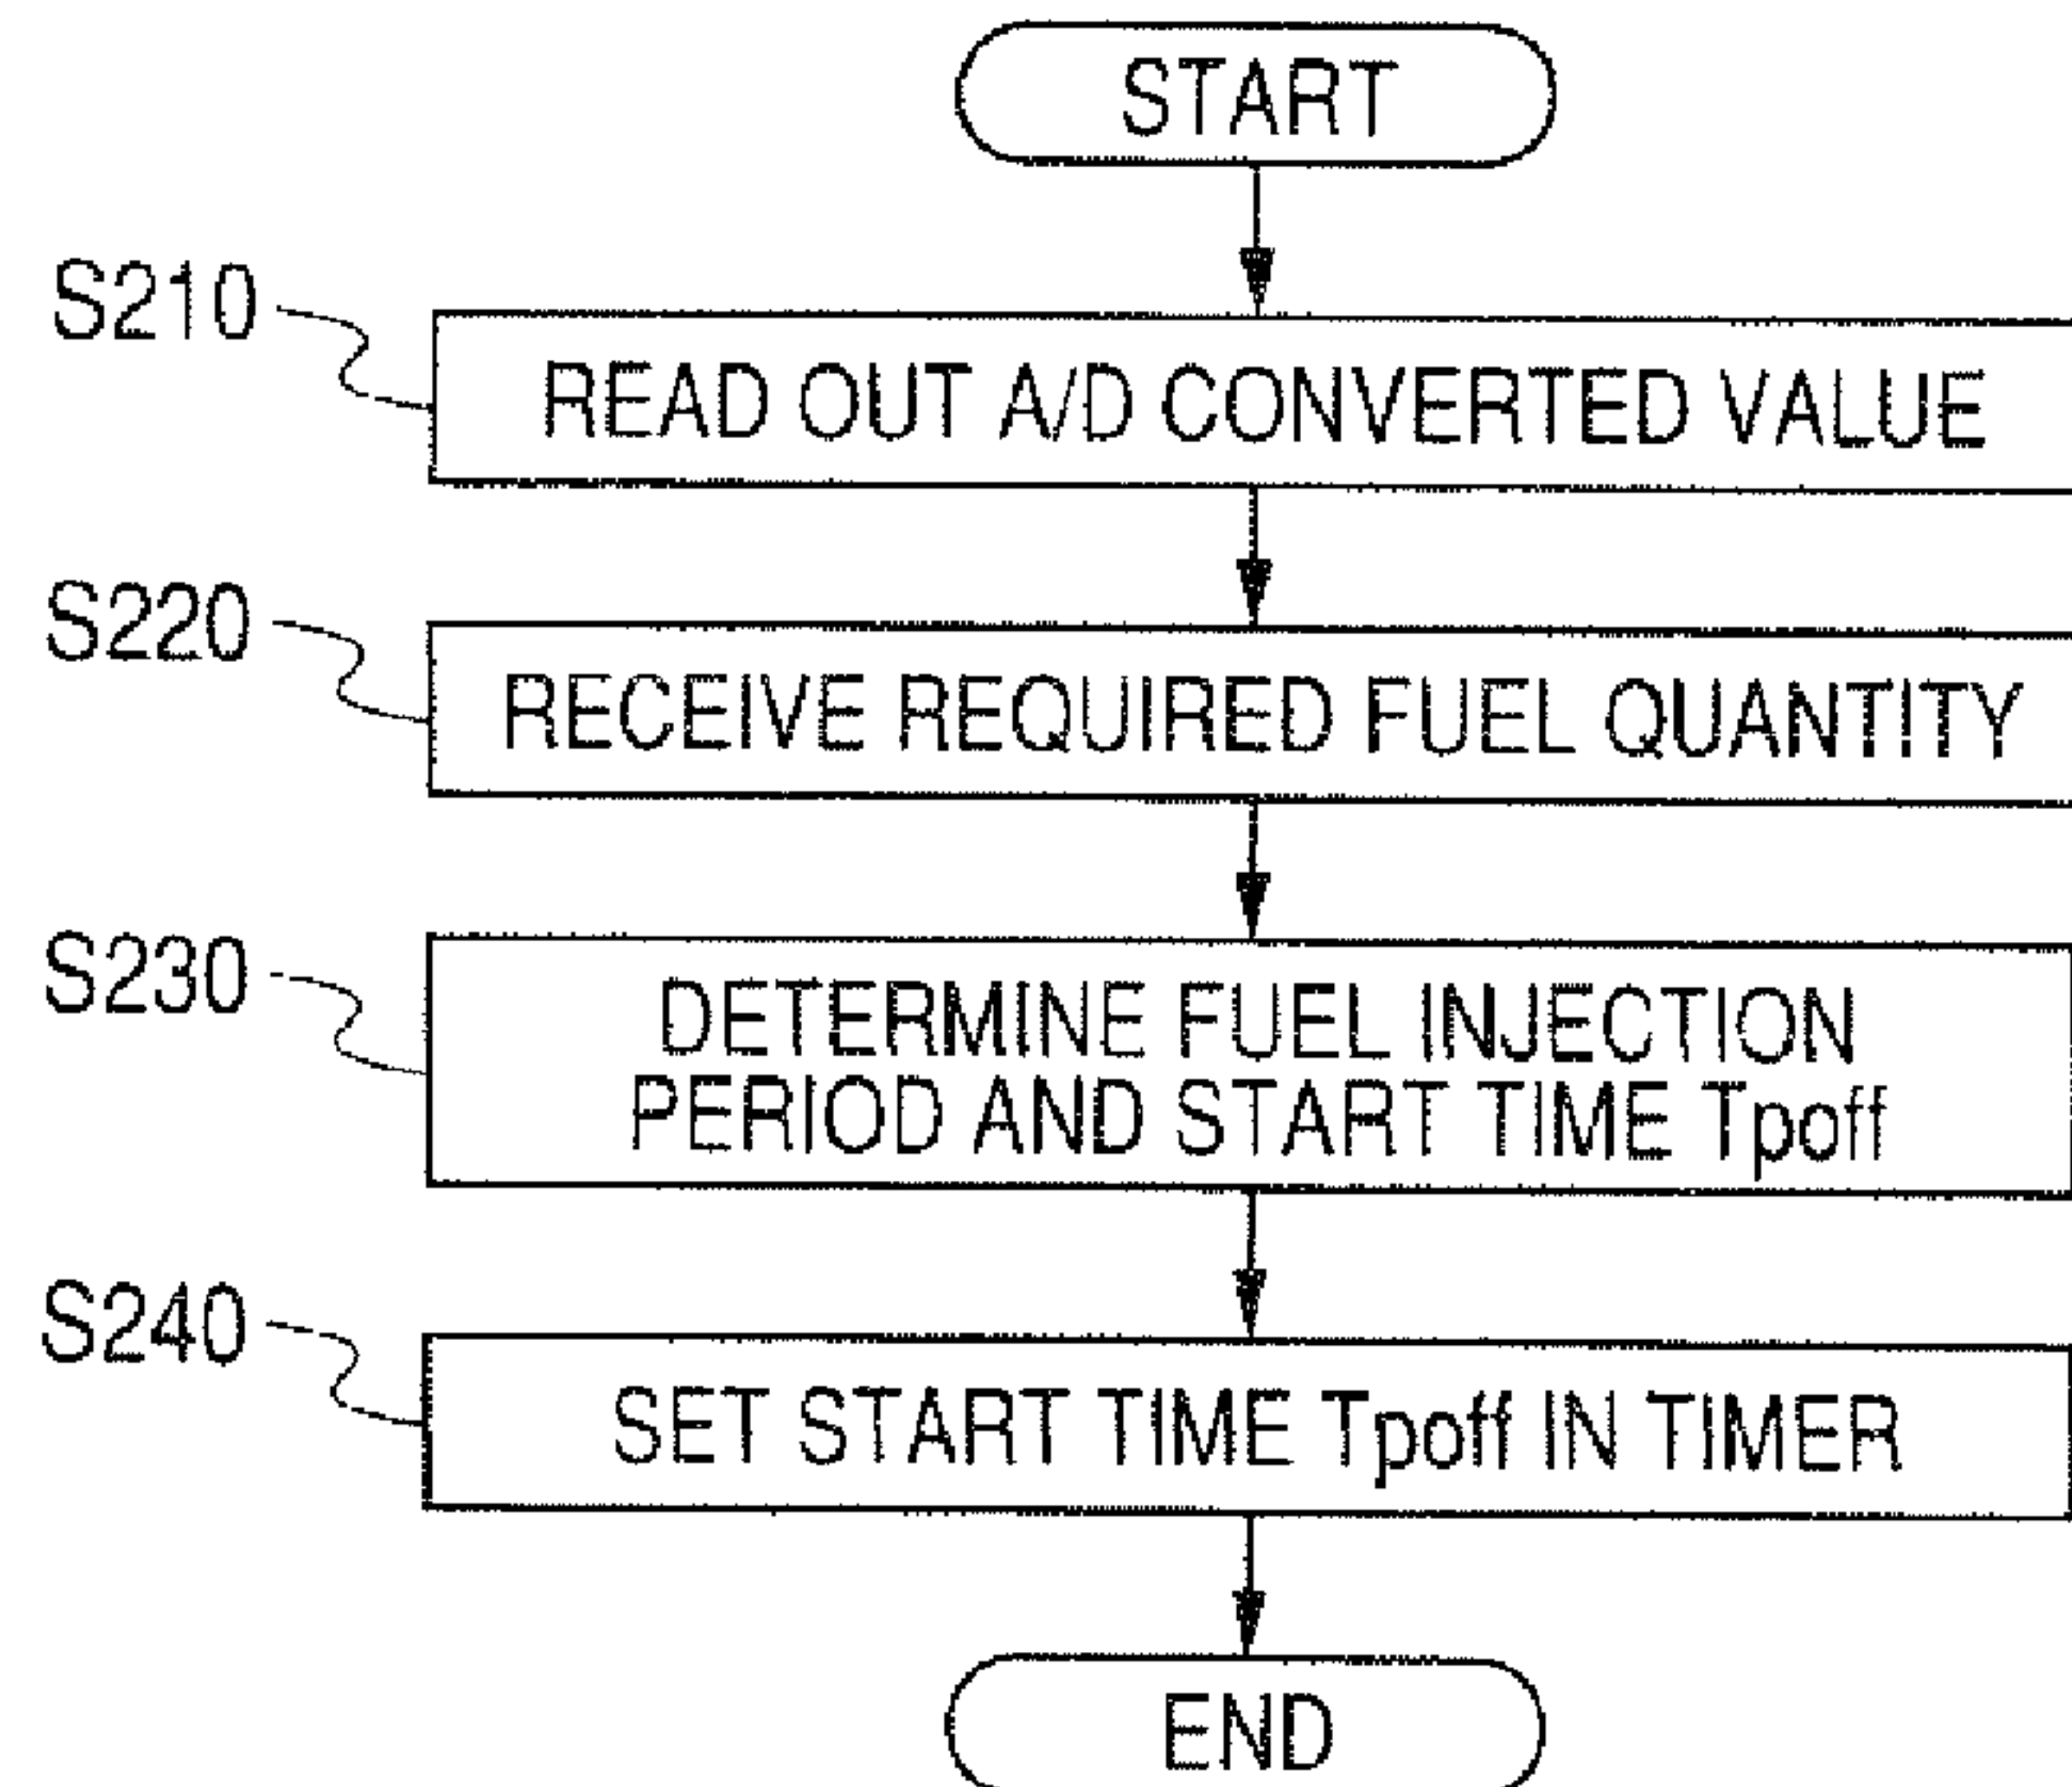 START
S210
READ OUT A/D CONVERTED VALUE
S220
RECEIVE REQUIRED FUEL QUANTITY
S230
DETERMINE FUEL INJECTION
PERIOD AND START TIME Tpoff
S240
SET START TIME Tpoff IN TIMER
END